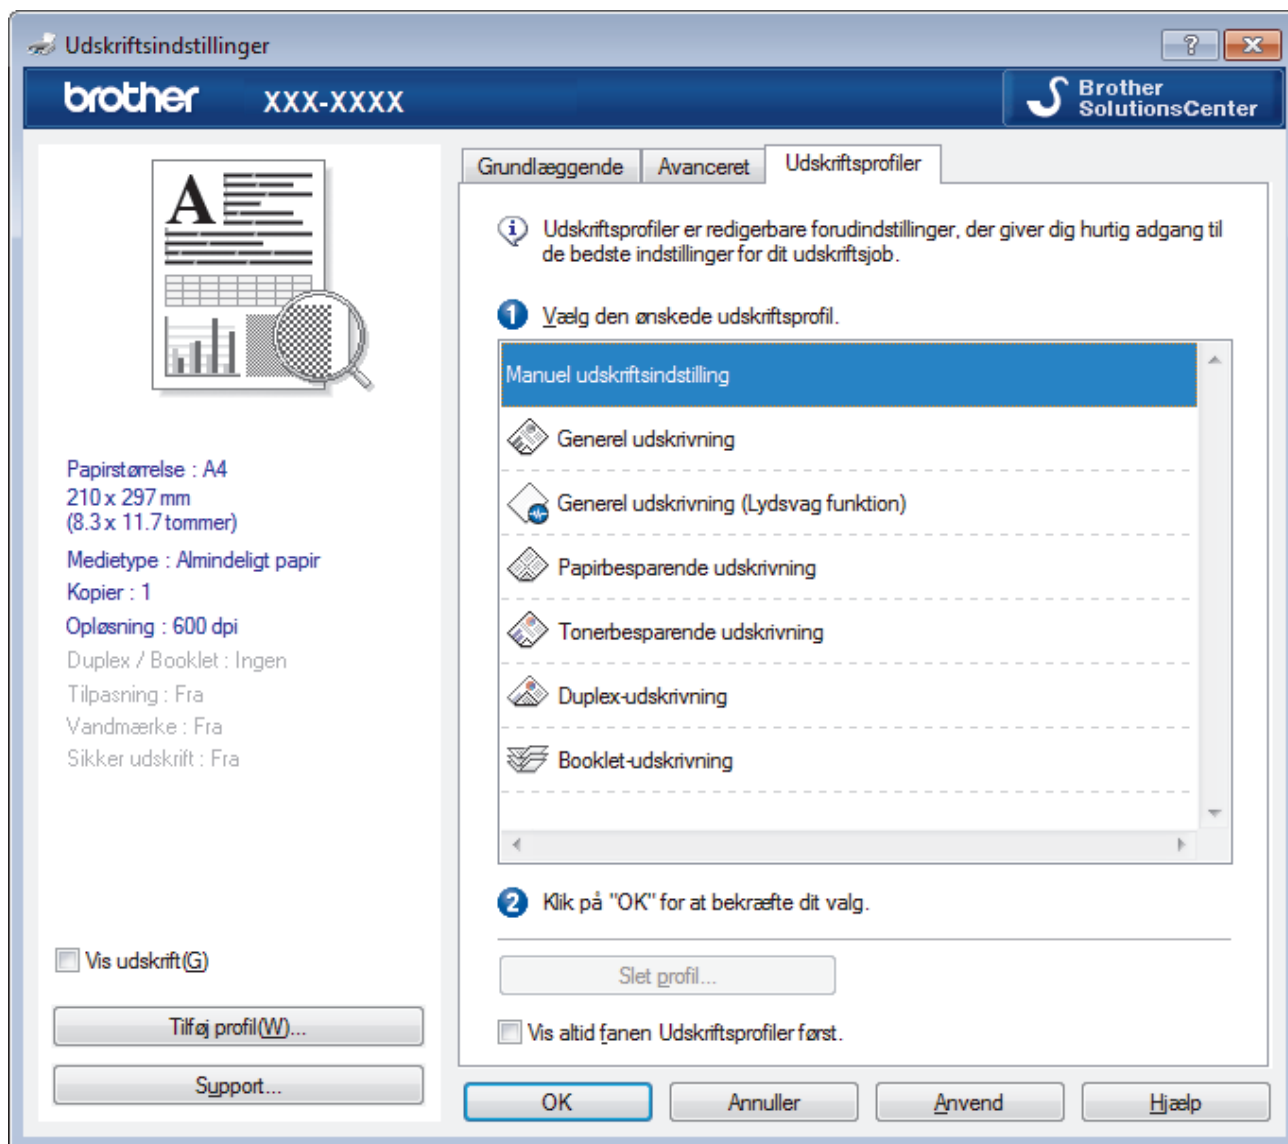 Udskriftsindstillinger
brother XXX-XXXX
Brother
SolutionsCenter
A
Papirstørrelse : A4
210 x 297 mm
(8.3 x 11.7 tommer)
Medietype : Almindeligt papir
Kopier : 1
Opløsning : 600 dpi
Duplex / Booklet : Ingen
Tilpasning : Fra
Vandmærke : Fra
Sikker udskrift : Fra
Vis udskrift(G)
Tilføj profil(W)...
Support...
Grundlæggende Avanceret Udskriftsprofiler
Udskriftsprofiler er redigerbare forudindstillinger, der giver dig hurtig adgang til
de bedste indstillinger for dit udskriftsjob.
1 Vælg den ønskede udskriftsprofil.
Manuel udskriftsindstilling
Generel udskrivning
Generel udskrivning (Lydsvag funktion)
Papirbesparende udskrivning
Tonerbesparende udskrivning
Duplex-udskrivning
Booklet-udskrivning
2 Klik på "OK" for at bekræfte dit valg.
Slet profil...
Vis altid fanen Udskriftsprofiler først.
OK Annuller Anvend Hjælp